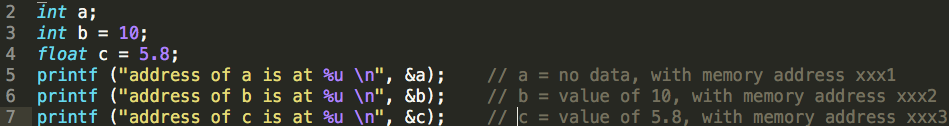 2 int a;
3 int b = 10;
4 float c = 5.8;
5 printf ("address of a is at %u \n", &a); // a = no data, with memory address xxx1
6 printf ("address of b is at %u \n", &b); // b = value of 10, with memory address xxx2
7 printf ("address of c is at %u \n", &c); // c = value of 5.8, with memory address xxx3